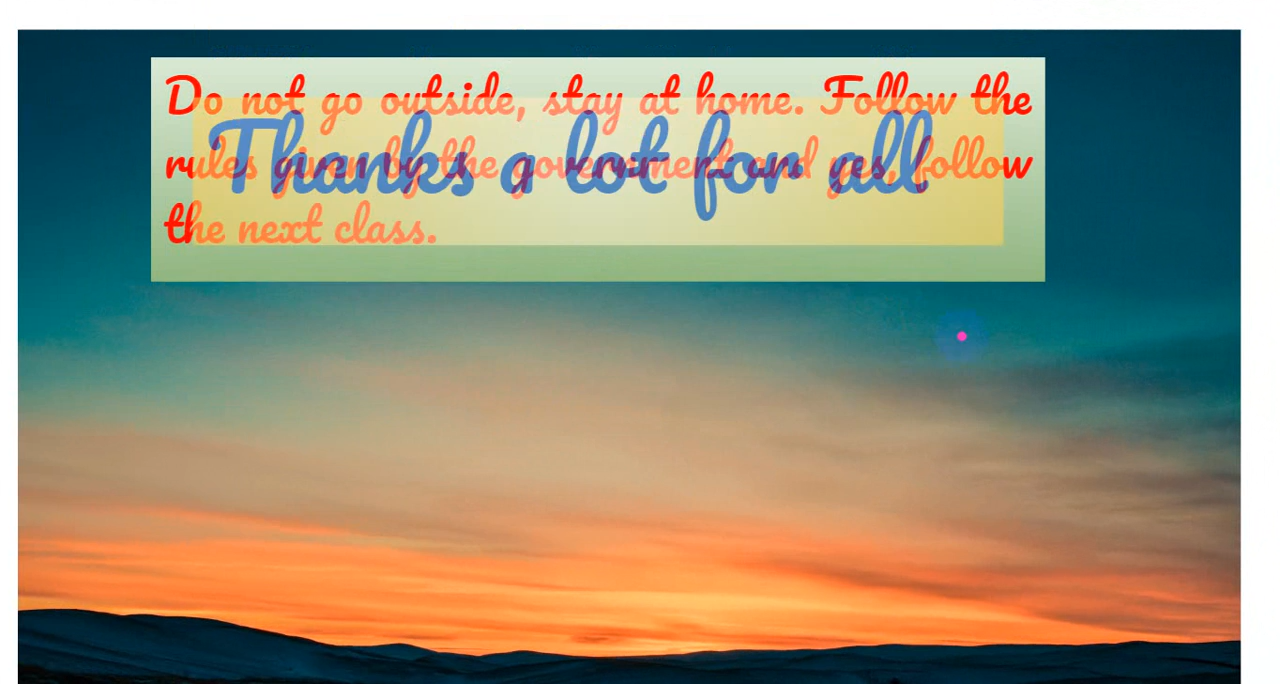 Do not go outside, stay at home. Follow the
rules given by the government and yes, follow
the next class.
Thanks a lot for all